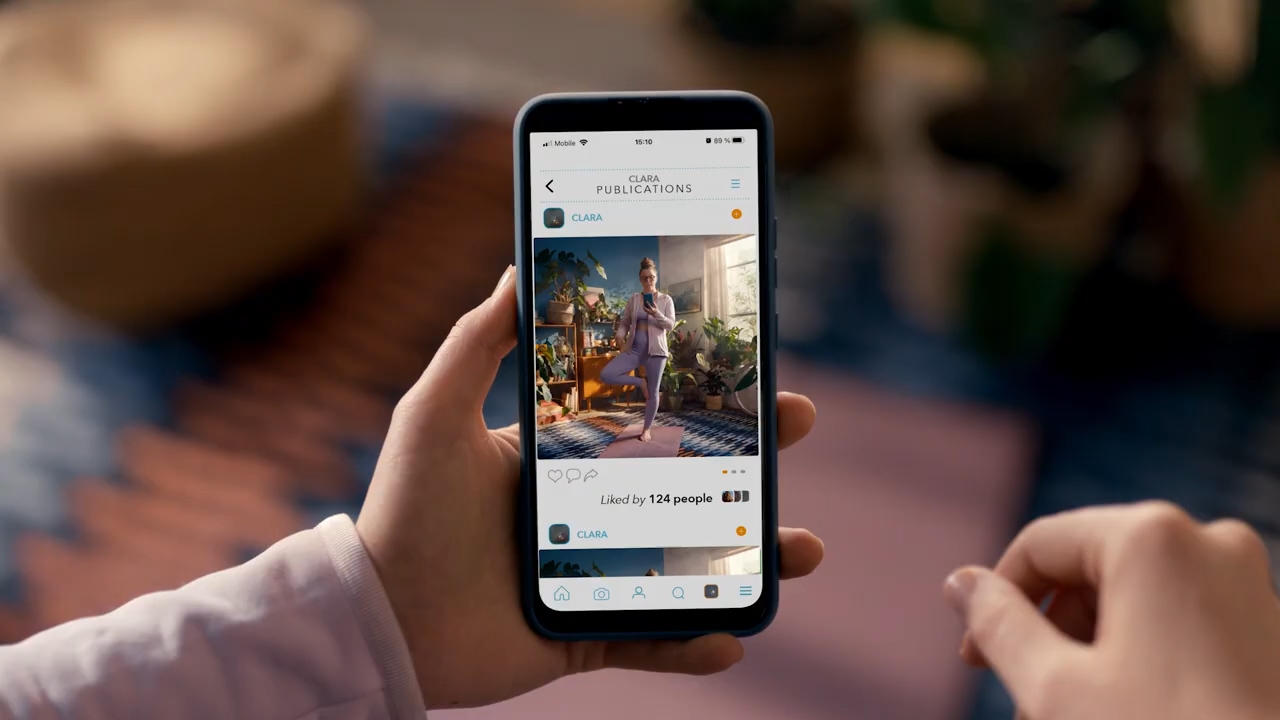 Mobile 15:10 89 %
CLARA
PUBLICATIONS
CLARA
Liked by 124 people
CLARA